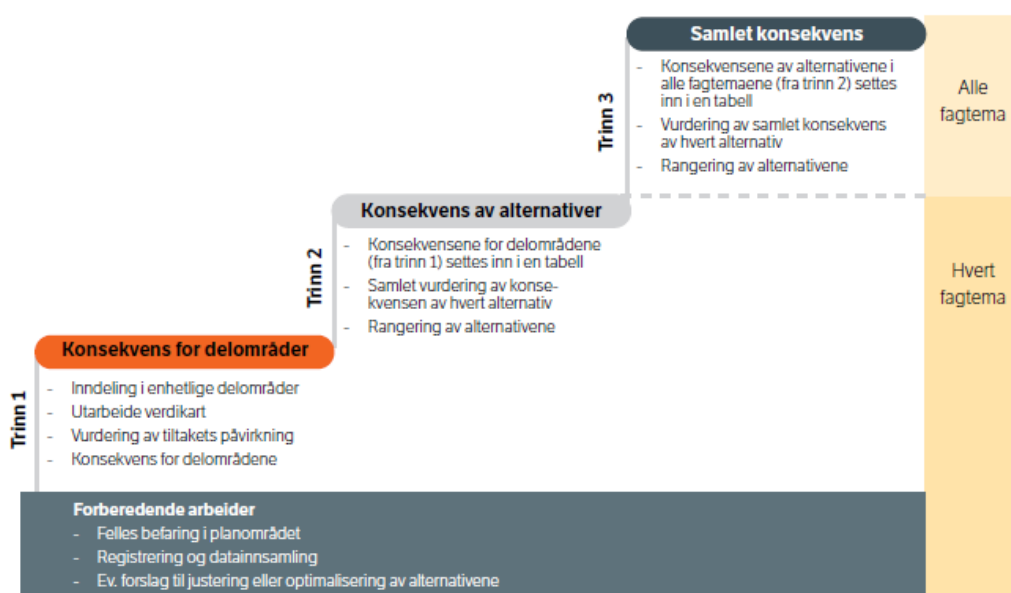 Samlet konsekvens
- Konsekvensene av alternativene i
alle fagtemaene (fra trinn 2) settes
inn i en tabell
- Vurdering av samlet konsekvens
av hvert alternativ
- Rangering av alternativene
Trinn 3
Alle
fagtema
Konsekvens av alternativer
- Konsekvensene for delområdene
(fra trinn 1) settes inn i en tabell
- Samlet vurdering av konse-
kvensen av hvert alternativ
- Rangering av alternativene
Trinn 2
Hvert
fagtema
Konsekvens for delområder
- Inndeling i enhetlige delområder
- Utarbeide verdikart
- Vurdering av tiltakets påvirkning
- Konsekvens for delområdene
Trinn 1
Forberedende arbeider
- Felles befaring i planområdet
- Registrering og datainnsamling
- Ev. forslag til justering eller optimalisering av alternativene